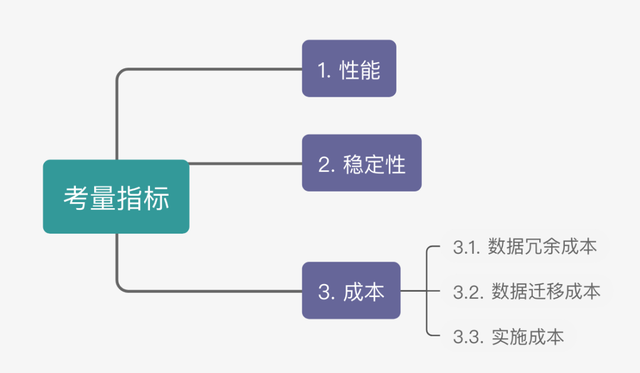 考量指标
1. 性能
2. 稳定性
3. 成本
3.1. 数据冗余成本
3.2. 数据迁移成本
3.3. 实施成本